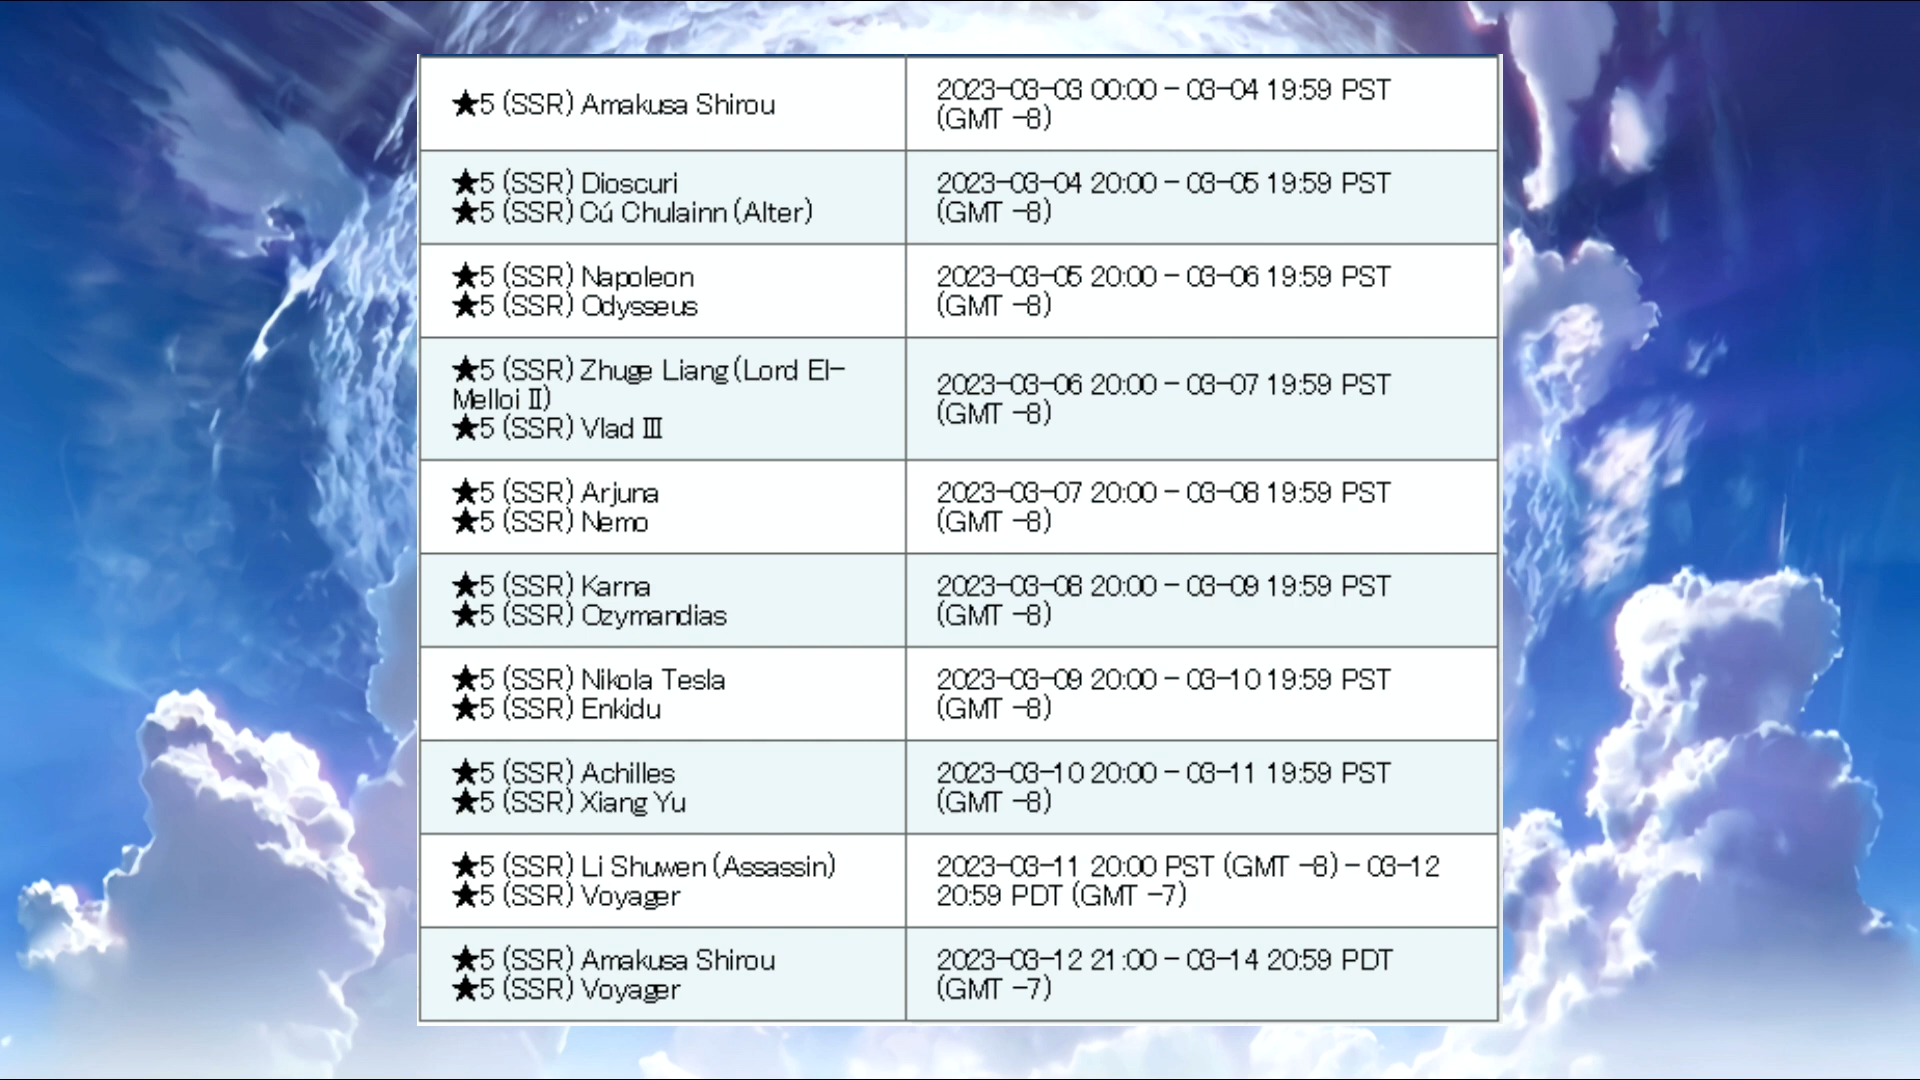 ★5 (SSR) Amakusa Shirou
2023-03-03 00:00 - 03-04 19:59 PST
(GMT -8)
★5 (SSR) Dioscuri
★5 (SSR) Cú Chulainn (Alter)
2023-03-04 20:00 - 03-05 19:59 PST
(GMT -8)
★5 (SSR) Napoleon
★5 (SSR) Odysseus
2023-03-05 20:00 - 03-06 19:59 PST
(GMT -8)
★5 (SSR) Zhuge Liang (Lord El-
Melloi Ⅱ)
★5 (SSR) Vlad Ⅲ
2023-03-06 20:00 - 03-07 19:59 PST
(GMT -8)
★5 (SSR) Arjuna
★5 (SSR) Nemo
2023-03-07 20:00 - 03-08 19:59 PST
(GMT -8)
★5 (SSR) Karna
★5 (SSR) Ozymandias
2023-03-08 20:00 - 03-09 19:59 PST
(GMT -8)
★5 (SSR) Nikola Tesla
★5 (SSR) Enkidu
2023-03-09 20:00 - 03-10 19:59 PST
(GMT -8)
★5 (SSR) Achilles
★5 (SSR) Xiang Yu
2023-03-10 20:00 - 03-11 19:59 PST
(GMT -8)
★5 (SSR) Li Shuwen (Assassin)
★5 (SSR) Voyager
2023-03-11 20:00 PST (GMT -8) - 03-12
20:59 PDT (GMT -7)
★5 (SSR) Amakusa Shirou
★5 (SSR) Voyager
2023-03-12 21:00 - 03-14 20:59 PDT
(GMT -7)